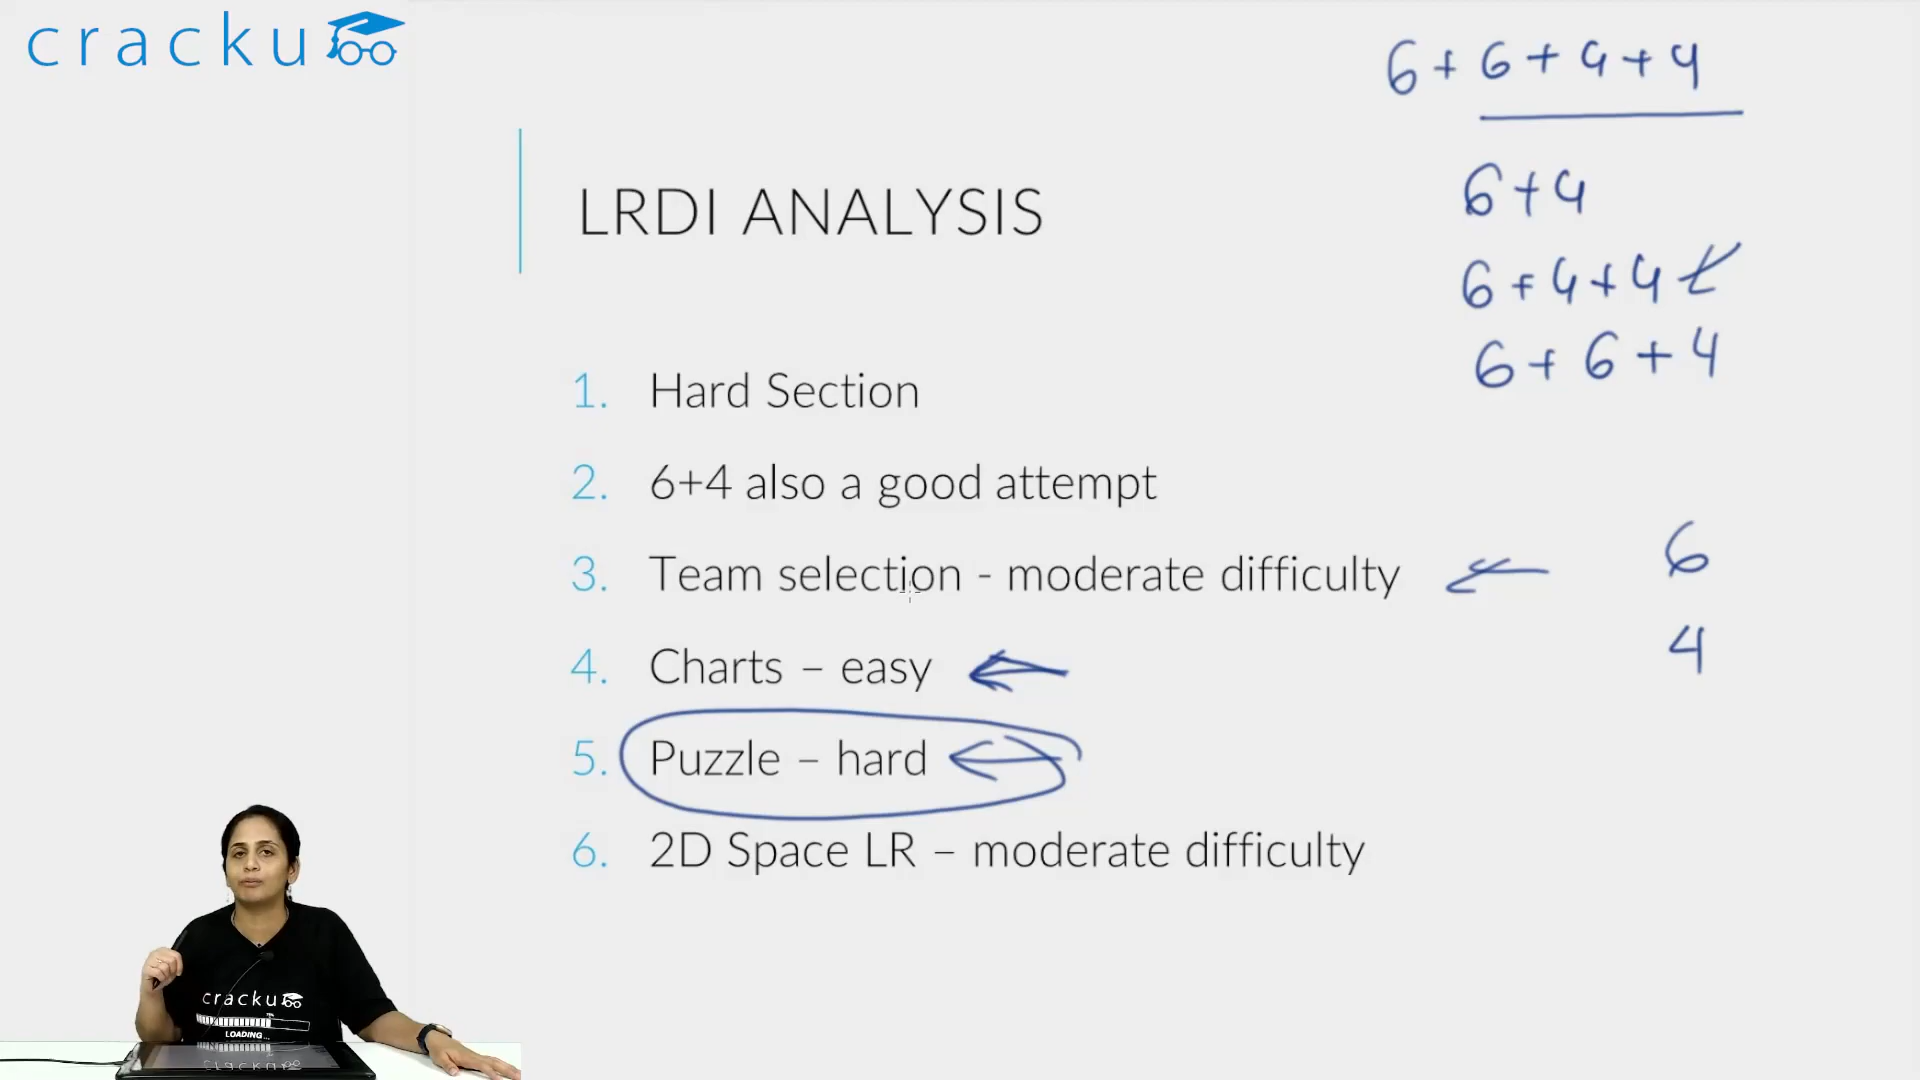 cracku
6 + 6 + 4 + 4
6 + 4
LRDI ANALYSIS
6 + 4 + 4
6 + 6 + 4
1. Hard Section
2. 6+4 also a good attempt
3. Team selection - moderate difficulty
6
4
4. Charts – easy
5. Puzzle – hard
6. 2D Space LR – moderate difficulty
cracku
LOADING...
cracku